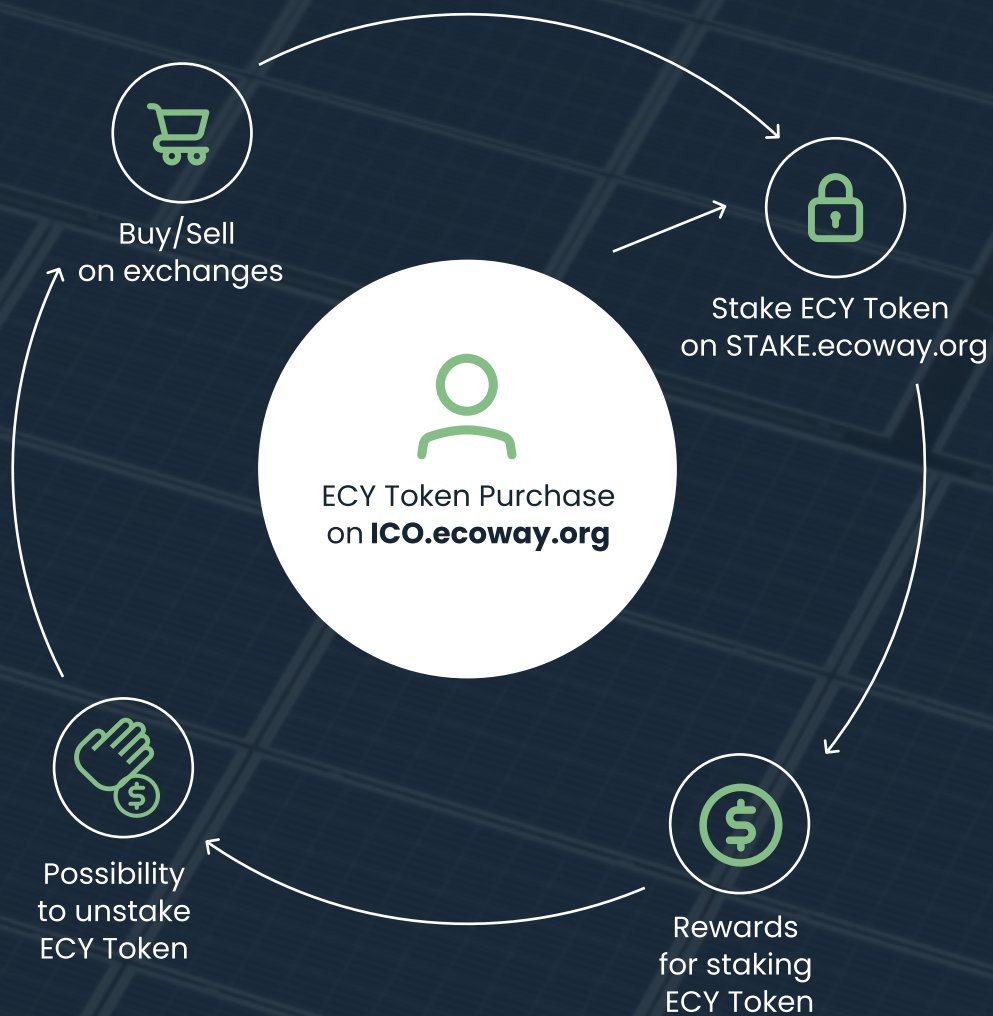 Buy/Sell
on exchanges
Stake ECY Token
on STAKE.ecoway.org
ECY Token Purchase
on ICO.ecoway.org
Possibility
to unstake
ECY Token
Rewards
for staking
ECY Token